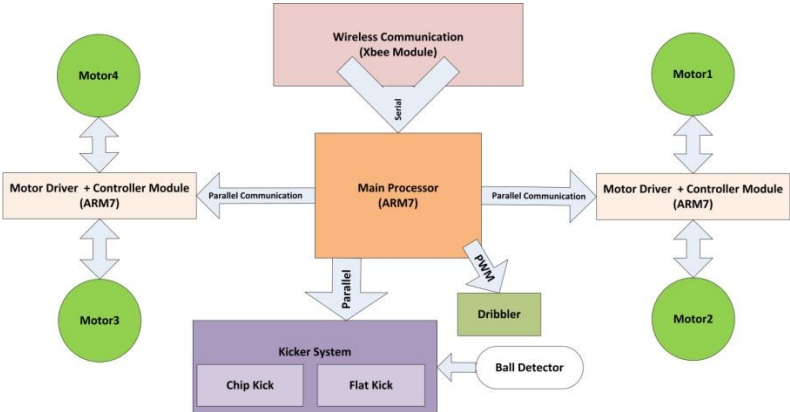 Wireless Communication
(Xbee Module)
Motor4
Motor1
Serial
Motor Driver + Controller Module
(ARM7)
Parallel Communication
Main Processor
(ARM7)
Parallel Communication
Motor Driver + Controller Module
(ARM7)
Parallel
PWM
Motor3
Dribbler
Motor2
Kicker System
Chip Kick
Flat Kick
Ball Detector